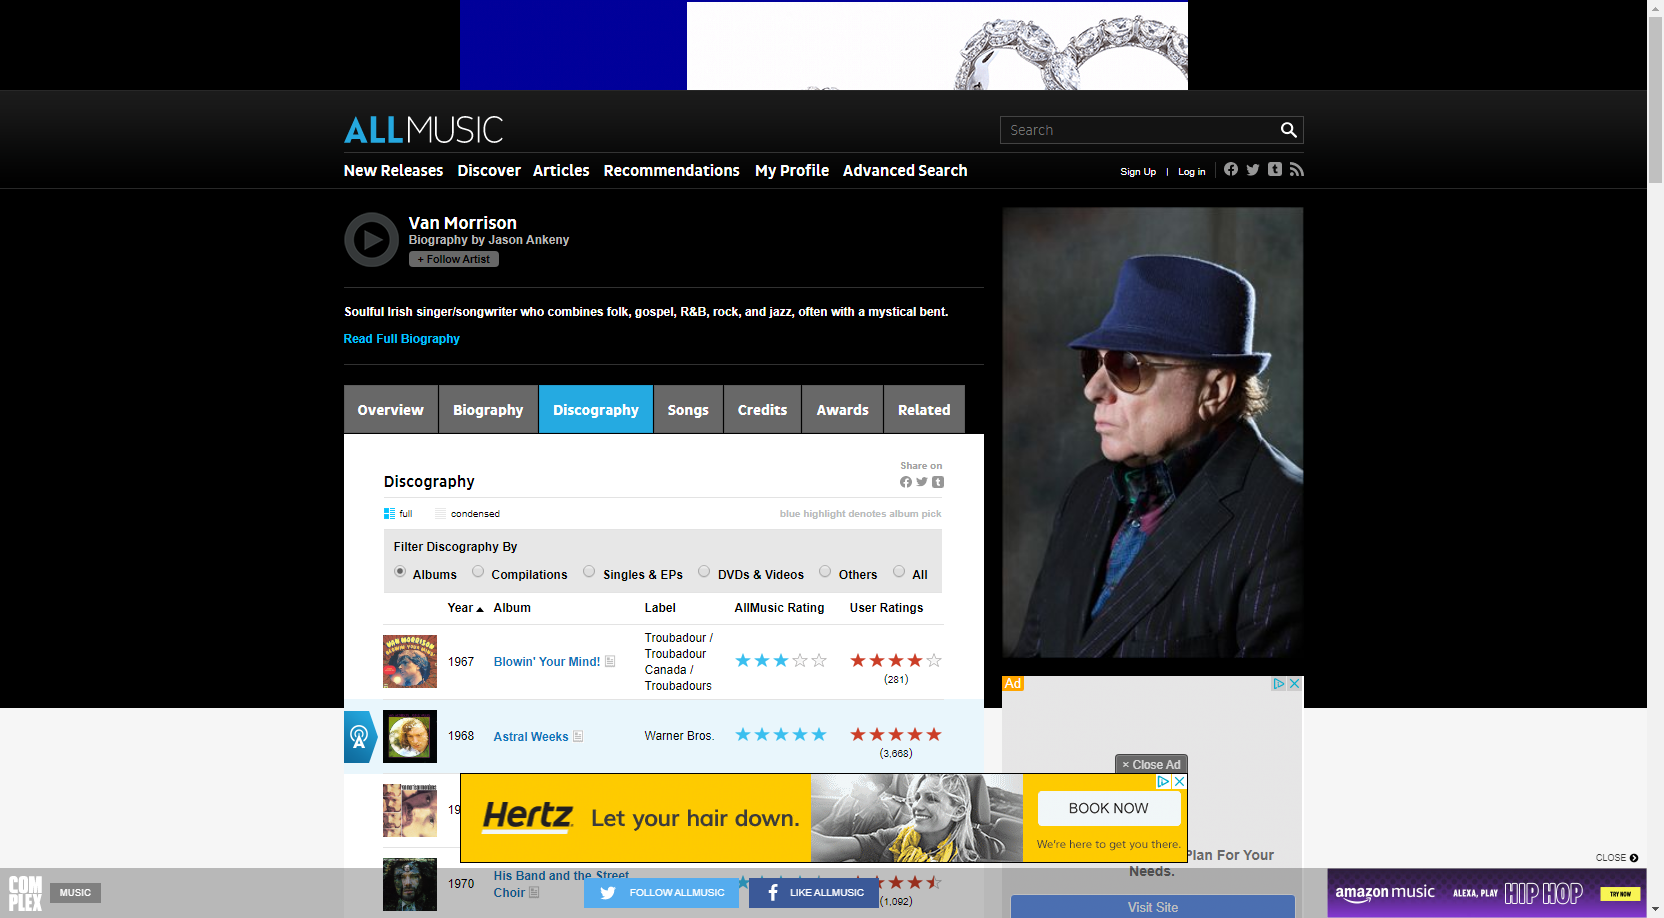 ALLMUSIC
Search
New Releases Discover Articles Recommendations My Profile Advanced Search
Sign Up | Log in
Van Morrison
Biography by Jason Ankeny
+ Follow Artist
Soulful Irish singer/songwriter who combines folk, gospel, R&B, rock, and jazz, often with a mystical bent.
Read Full Biography
Overview Biography Discography Songs Credits Awards Related
Share on
Discography
full condensed
blue highlight denotes album pick
Filter Discography By
Albums Compilations Singles & EPs DVDs & Videos Others All
Year Album Label AllMusic Rating User Ratings
VAN MORRISON
BLOWIN' YOUR MIND!
1967 Blowin' Your Mind!
Troubadour /
Troubadour
Canada /
Troubadours
(281)
1968 Astral Weeks Warner Bros.
(3,668)
19
1970
His Band and the Street
Choir
(1,092)
Ad
× Close Ad
Hertz. Let your hair down.
BOOK NOW
We're here to get you there.
Plan For Your
Needs.
Visit Site
CLOSE
COMPLEX
MUSIC
FOLLOW ALLMUSIC
LIKE ALLMUSIC
amazon music
ALEXA, PLAY HIP HOP
TRY NOW